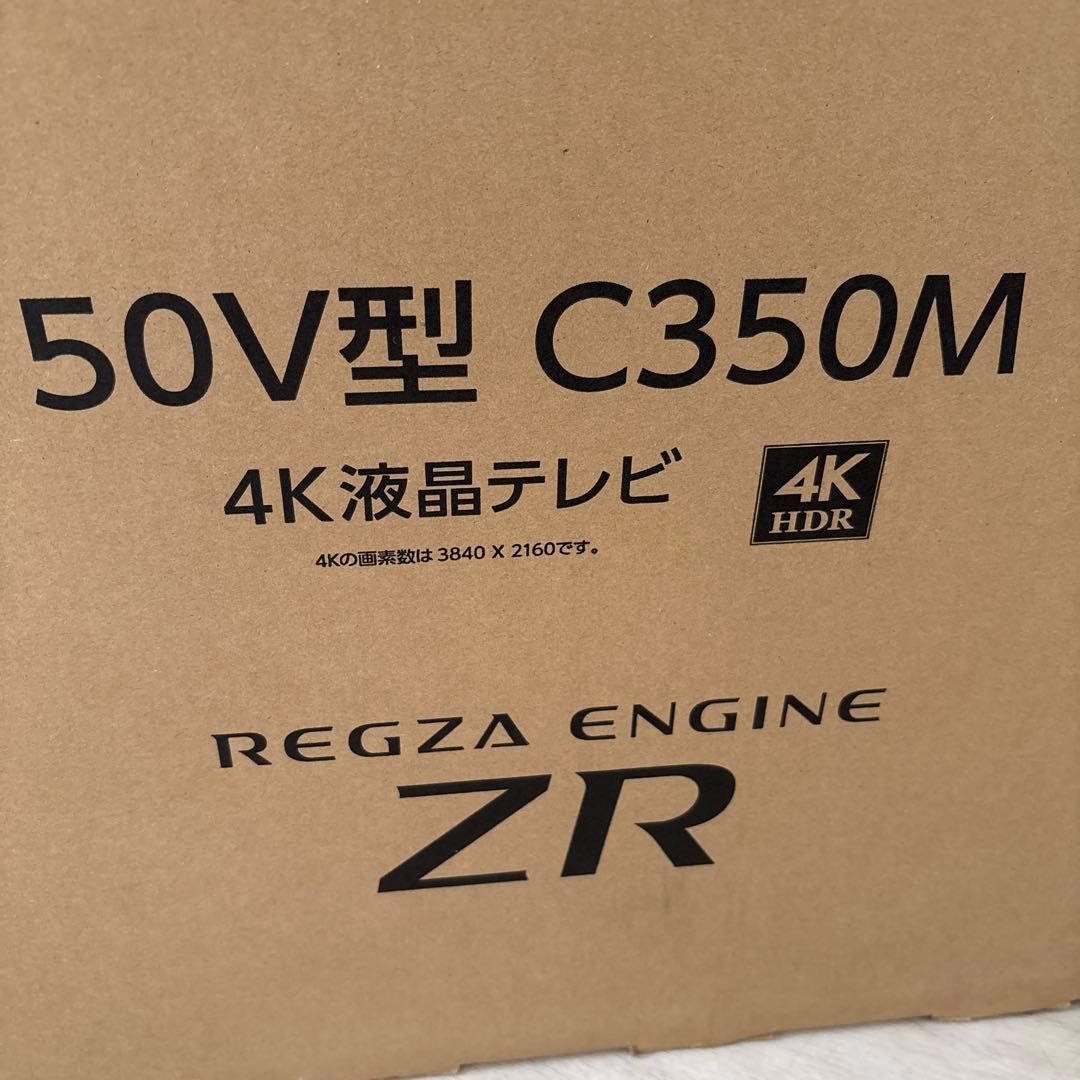 50V型 C350M
4K液晶テレビ
4K
HDR
4Kの画素数は 3840 X 2160です。
REGZA ENGINE
ZR